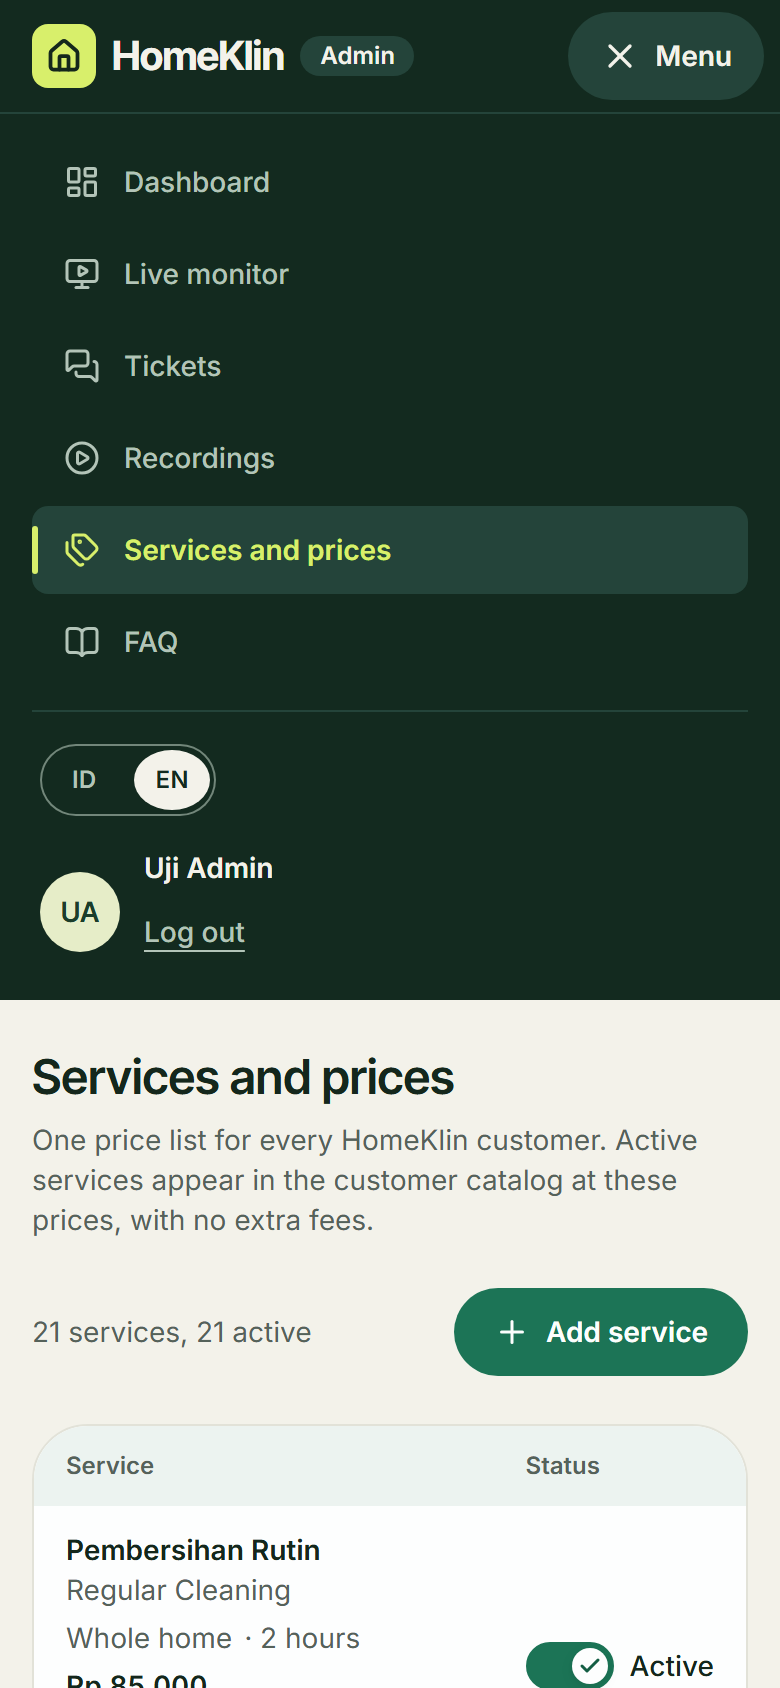 HomeKlin Admin Menu
Dashboard
Live monitor
Tickets
Recordings
Services and prices
FAQ
ID EN
Uji Admin
UA
Log out
Services and prices
One price list for every HomeKlin customer. Active
services appear in the customer catalog at these
prices, with no extra fees.
21 services, 21 active
Add service
Service Status
Pembersihan Rutin
Regular Cleaning
Whole home · 2 hours
Active
Rp 85.000